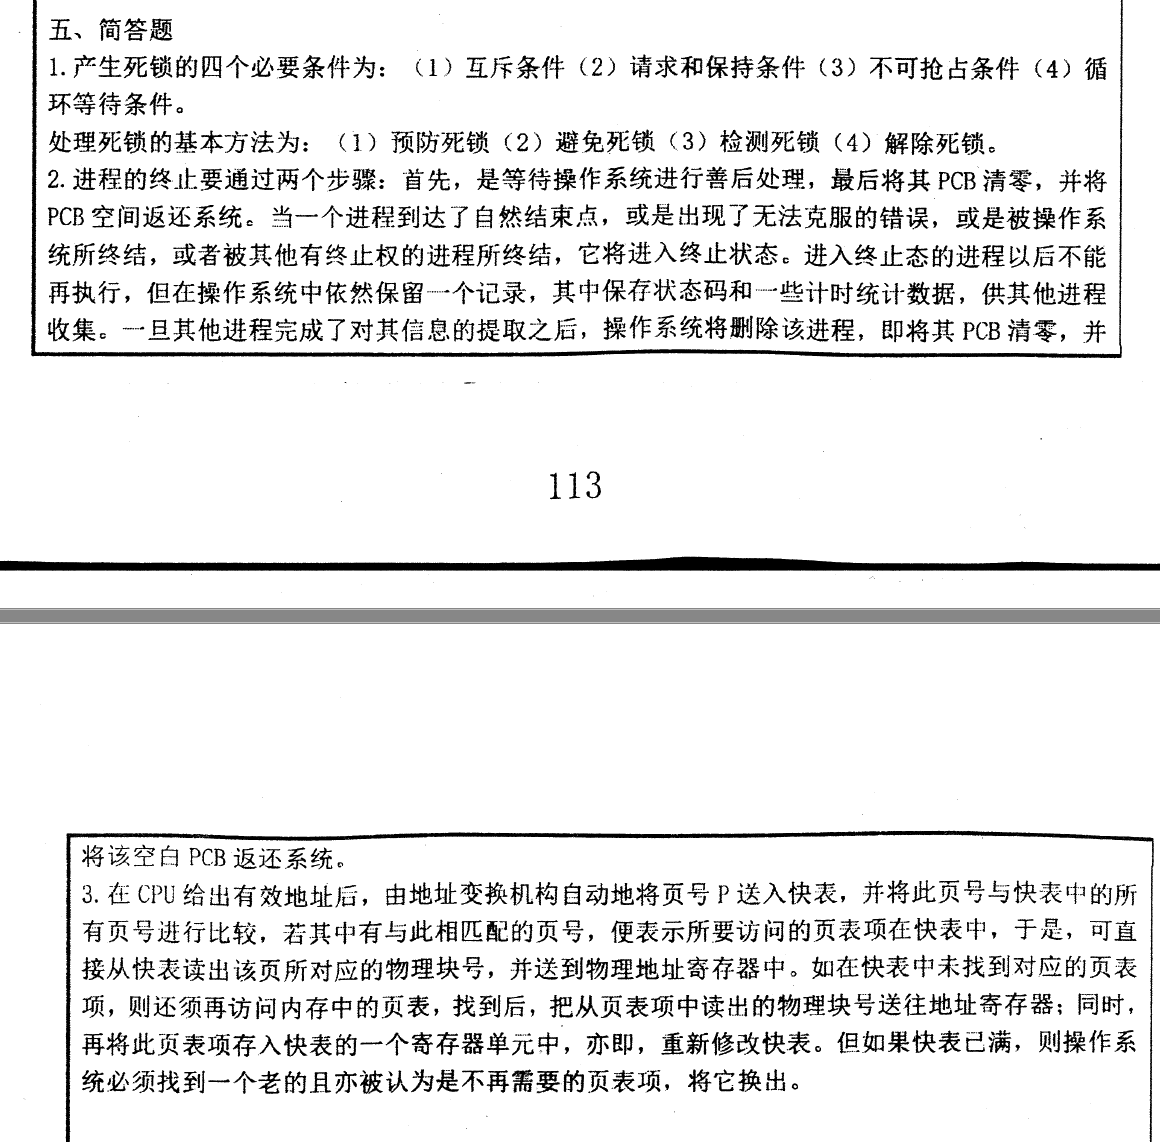 五、简答题
1.产生死锁的四个必要条件为：（1）互斥条件（2）请求和保持条件（3）不可抢占条件（4）循
环等待条件。
处理死锁的基本方法为：（1）预防死锁（2）避免死锁（3）检测死锁（4）解除死锁。
2.进程的终止要通过两个步骤：首先，是等待操作系统进行善后处理，最后将其 PCB 清零，并将
PCB 空间返还系统。当一个进程到达了自然结束点，或是出现了无法克服的错误，或是被操作系
统所终结，或者被其他有终止权的进程所终结，它将进入终止状态。进入终止态的进程以后不能
再执行，但在操作系统中依然保留一个记录，其中保存状态码和一些计时统计数据，供其他进程
收集。一旦其他进程完成了对其信息的提取之后，操作系统将删除该进程，即将其 PCB 清零，并
113
将该空白 PCB 返还系统。
3.在 CPU 给出有效地址后，由地址变换机构自动地将页号 P 送入快表，并将此页号与快表中的所
有页号进行比较，若其中有与此相匹配的页号，便表示所要访问的页表项在快表中，于是，可直
接从快表读出该页所对应的物理块号，并送到物理地址寄存器中。如在快表中未找到对应的页表
项，则还须再访问内存中的页表，找到后，把从页表项中读出的物理块号送往地址寄存器；同时，
再将此页表项存入快表的一个寄存器单元中，亦即，重新修改快表。但如果快表已满，则操作系
统必须找到一个老的且亦被认为是不再需要的页表项，将它换出。